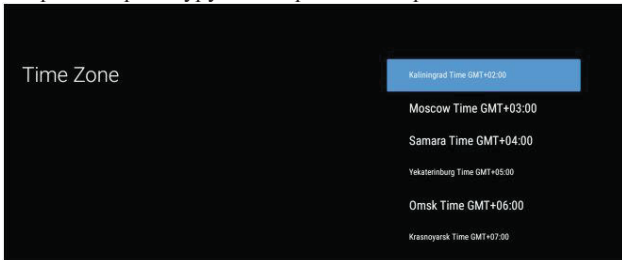 Time Zone
Kaliningrad Time GMT+02:00
Moscow Time GMT+03:00
Samara Time GMT+04:00
Yekaterinburg Time GMT+05:00
Omsk Time GMT+06:00
Krasnoyarsk Time GMT+07:00